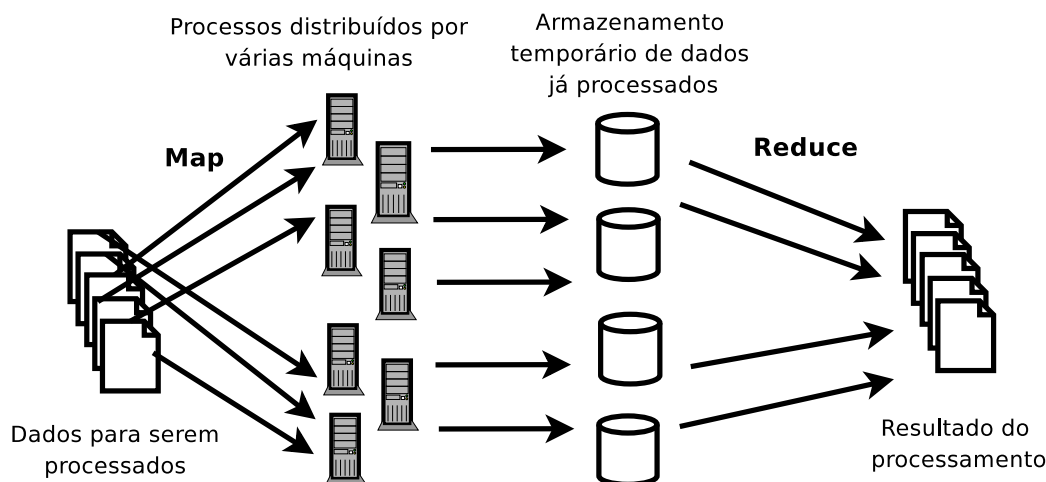 Processos distribuídos por
várias máquinas
Armazenamento
temporário de dados
já processados
Map
Reduce
Dados para serem
processados
Resultado do
processamento